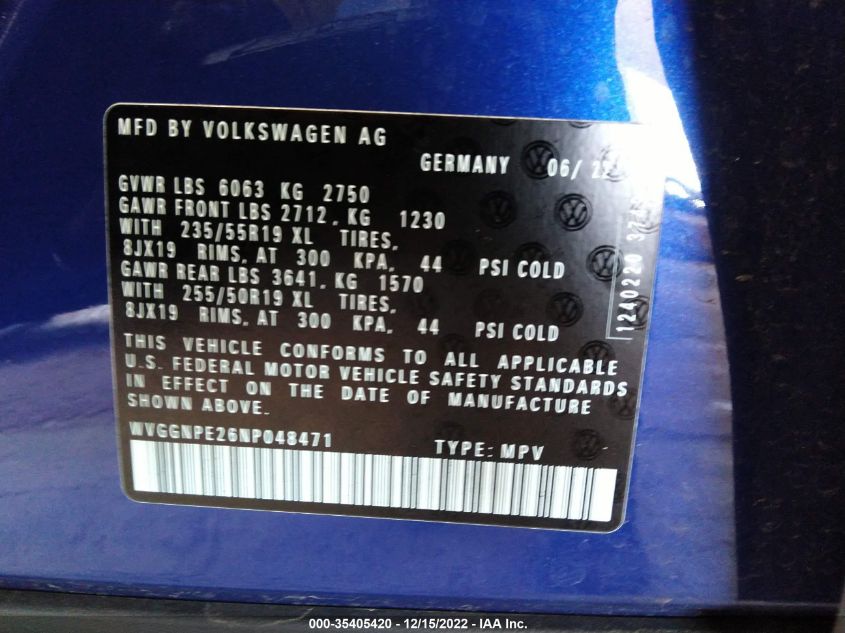 MFD BY VOLKSWAGEN AG
GERMANY 06/ 22
GVWR LBS 6063 KG 2750
GAWR FRONT LBS 2712, KG 1230
WITH 235/55R19 XL TIRES,
8JX19 RIMS, AT 300 KPA, 44 PSI COLD
GAWR REAR LBS 3641, KG 1570
WITH 255/50R19 XL TIRES,
8JX19 RIMS, AT 300 KPA, 44 PSI COLD
THIS VEHICLE CONFORMS TO ALL APPLICABLE
U.S. FEDERAL MOTOR VEHICLE SAFETY STANDARDS
IN EFFECT ON THE DATE OF MANUFACTURE
SHOWN ABOVE.
WVGGNPE26NP048471 TYPE: MPV
1240220
000-35405420 - 12/15/2022 - IAA Inc.